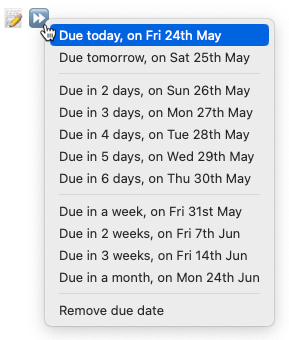 Due today, on Fri 24th May
Due tomorrow, on Sat 25th May
Due in 2 days, on Sun 26th May
Due in 3 days, on Mon 27th May
Due in 4 days, on Tue 28th May
Due in 5 days, on Wed 29th May
Due in 6 days, on Thu 30th May
Due in a week, on Fri 31st May
Due in 2 weeks, on Fri 7th Jun
Due in 3 weeks, on Fri 14th Jun
Due in a month, on Mon 24th Jun
Remove due date